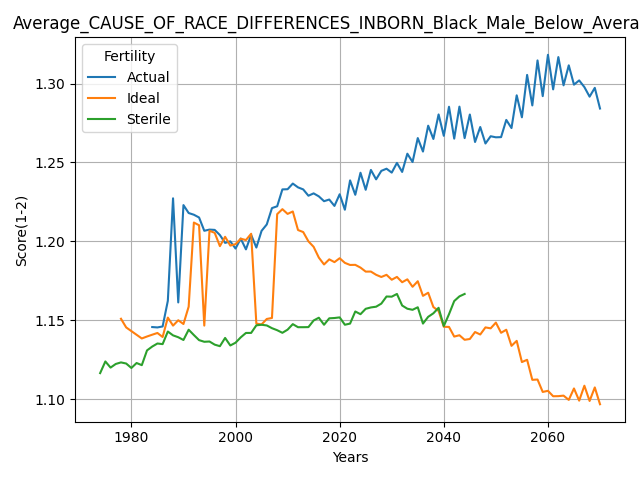 Average_CAUSE_OF_RACE_DIFFERENCES_INBORN_Black_Male_Below_Avera
Fertility
Actual
Ideal
Sterile
Score(1-2)
1.30
1.25
1.20
1.15
1.10
1980 2000 2020 2040 2060
Years